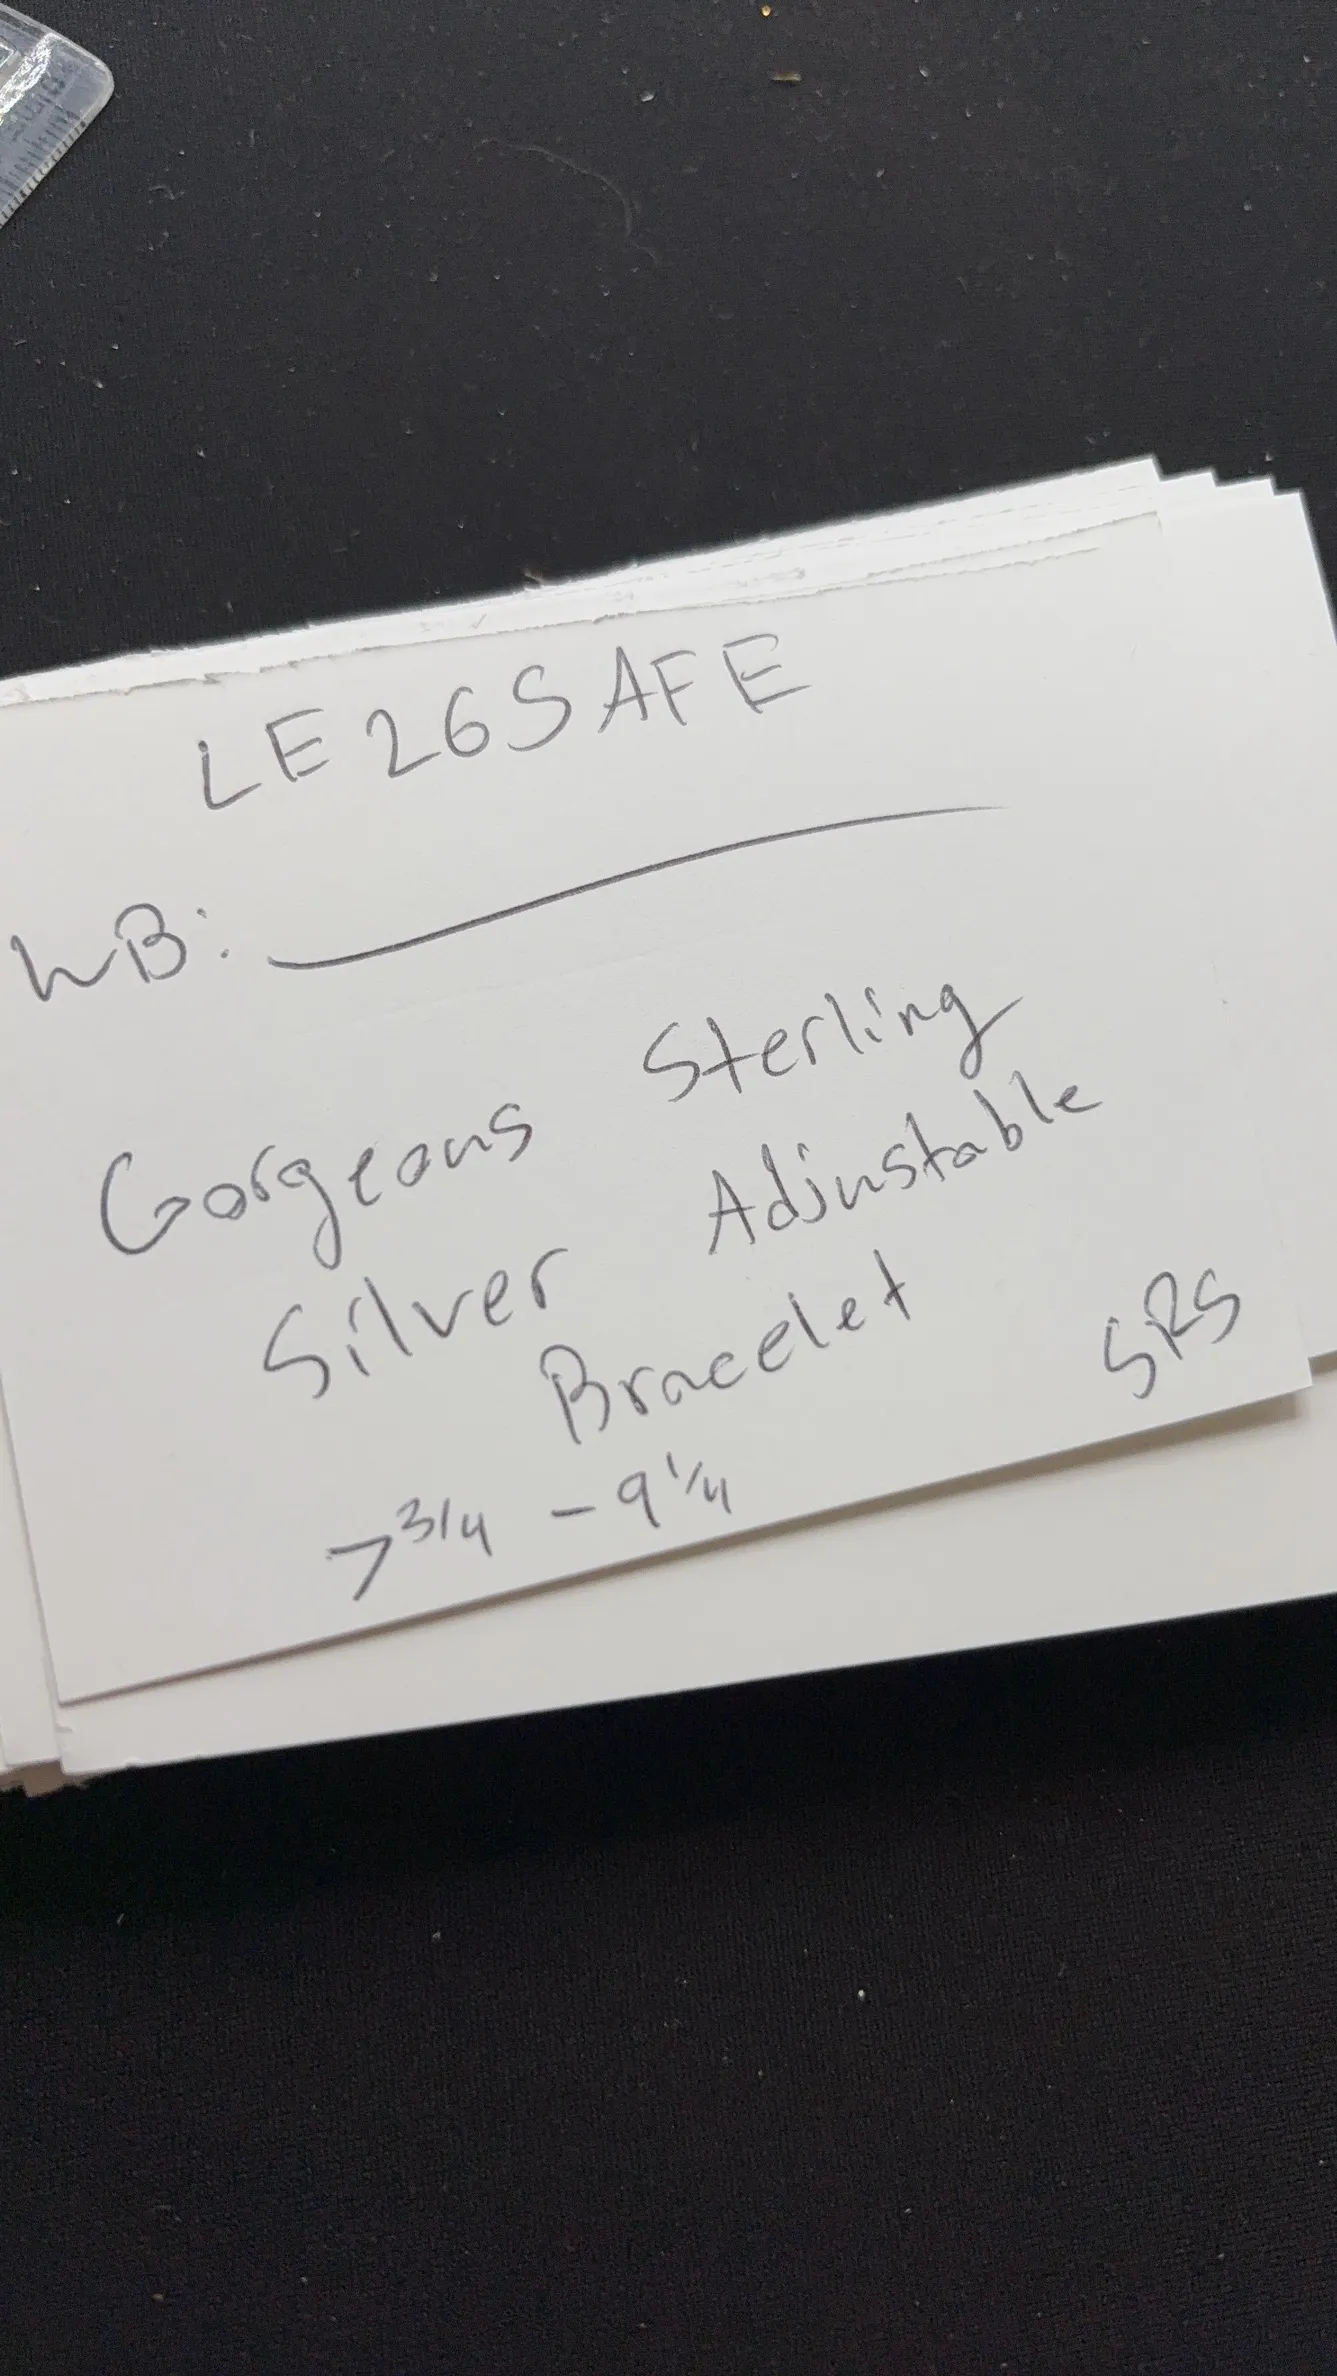 LE26SAFE
WB:
Gorgeous Sterling
Silver Adjustable
Bracelet SRS
7 3/4 - 9 1/4